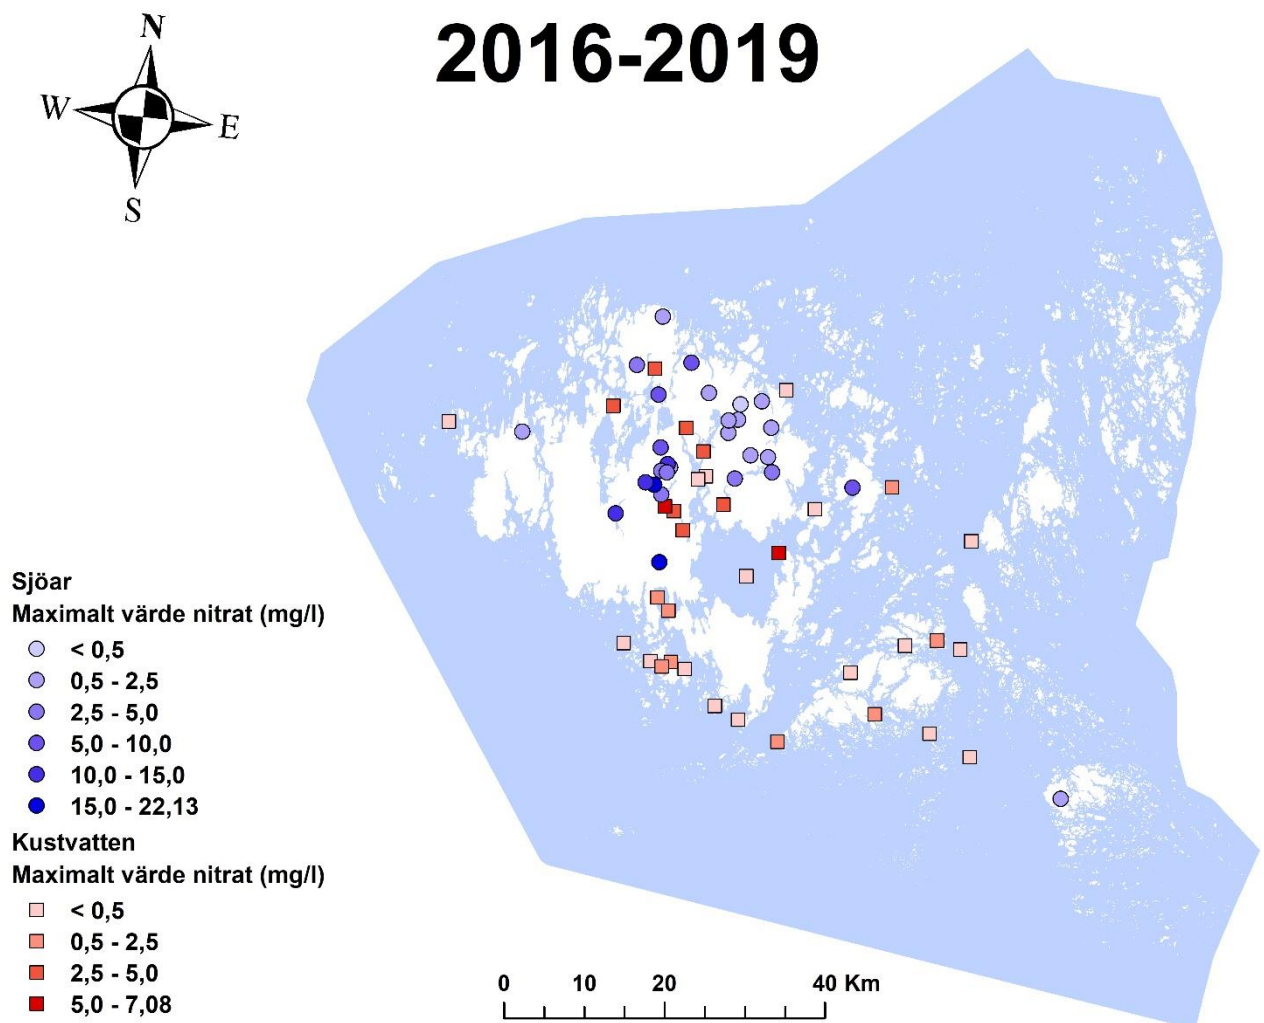 2016-2019
N
W
E
S
Sjöar
Maximalt värde nitrat (mg/l)
< 0,5
0,5 - 2,5
2,5 - 5,0
5,0 - 10,0
10,0 - 15,0
15,0 - 22,13
Kustvatten
Maximalt värde nitrat (mg/l)
< 0,5
0,5 - 2,5
2,5 - 5,0
5,0 - 7,08
0 10 20 40 Km